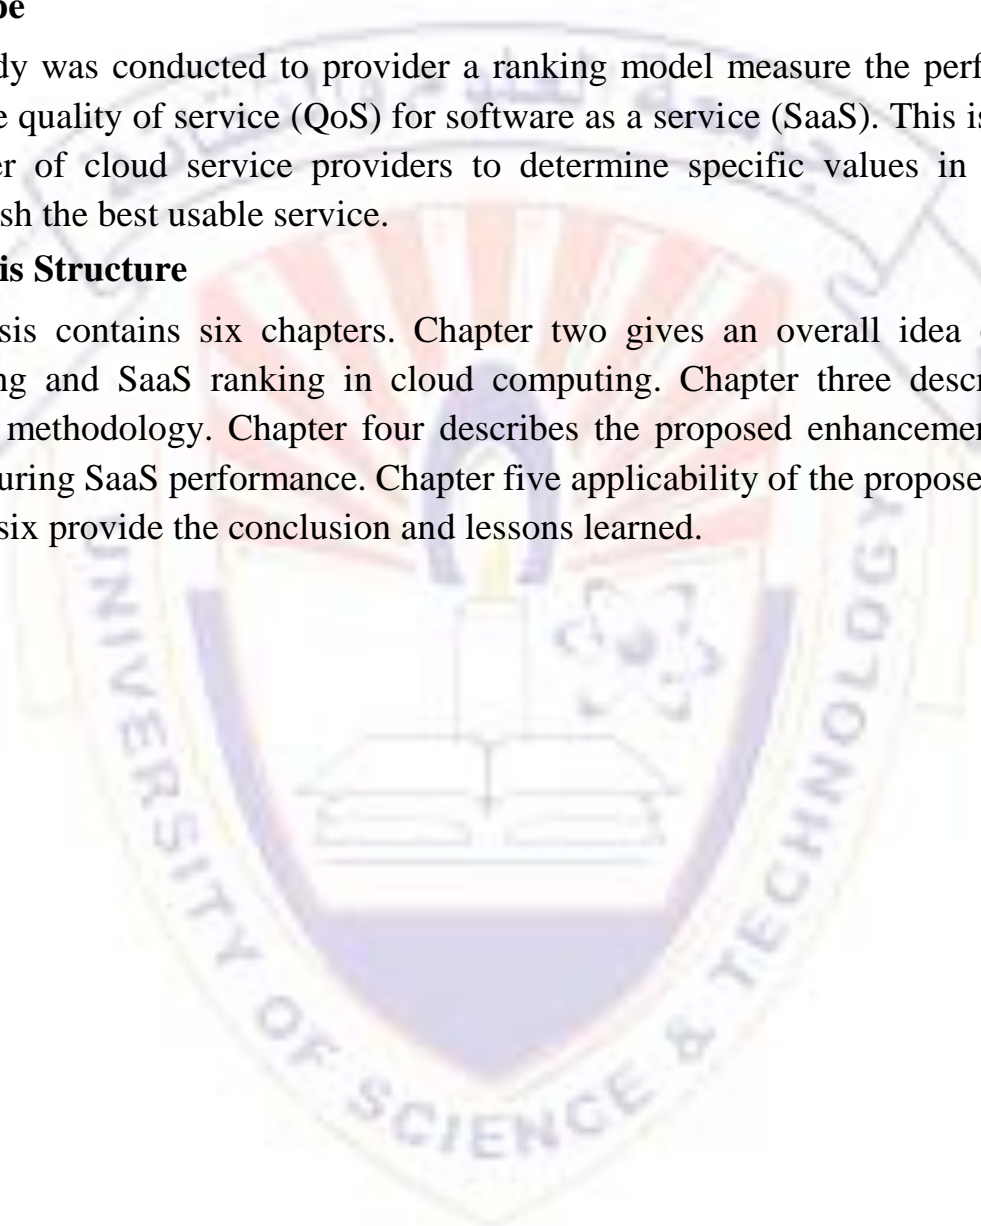 pe
dy was conducted to provider a ranking model measure the perf
e quality of service (QoS) for software as a service (SaaS). This is
er of cloud service providers to determine specific values in
sh the best usable service.
is Structure
sis contains six chapters. Chapter two gives an overall idea
ng and SaaS ranking in cloud computing. Chapter three descr
methodology. Chapter four describes the proposed enhancemen
uring SaaS performance. Chapter five applicability of the propose
six provide the conclusion and lessons learned.
UNIVERSITY OF SCIENCE & TECHNOLOGY